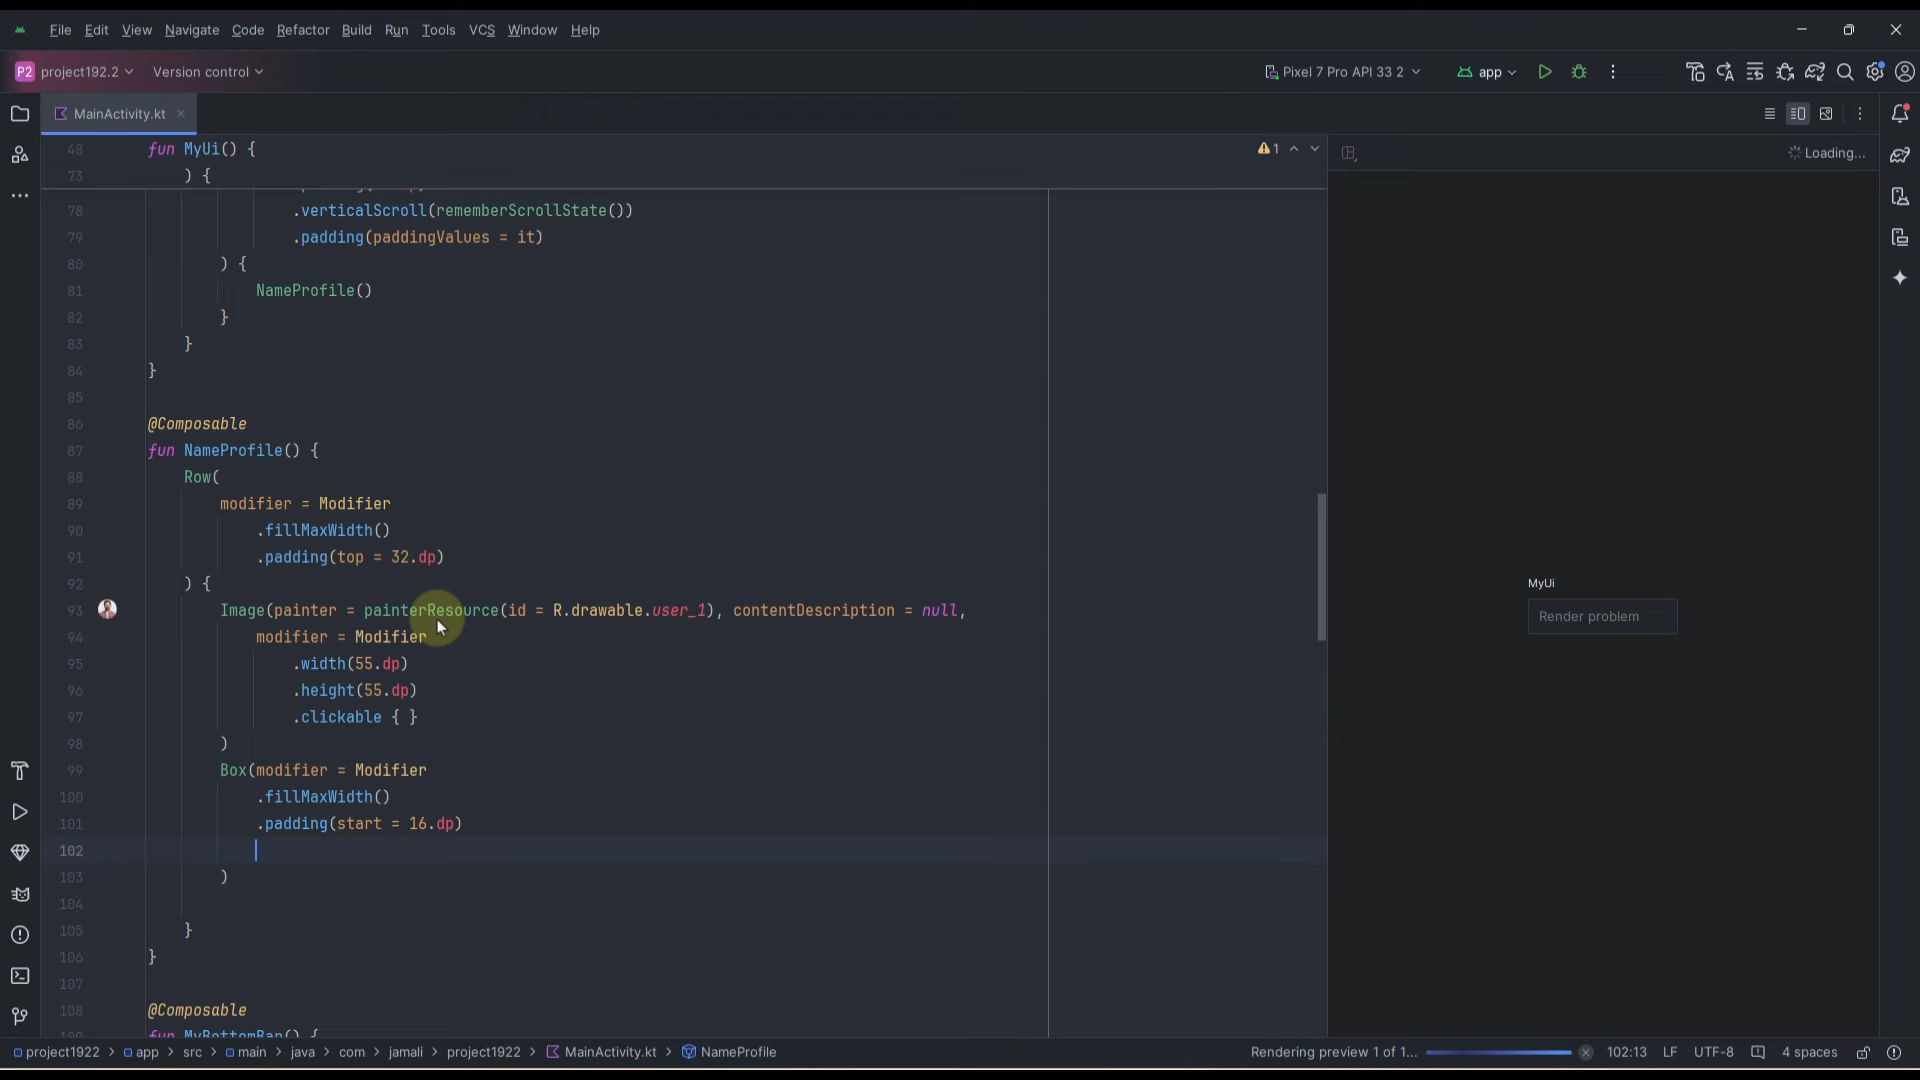 File Edit View Navigate Code Refactor Build Run Tools VCS Window Help
P2 project192.2 Version control Pixel 7 Pro API 33 2 app
MainActivity.kt
48 fun MyUi() { 1
73 ) {
78 .verticalScroll(rememberScrollState())
79 .padding(paddingValues = it)
80 ) {
81 NameProfile()
82 }
83 }
84 }
85
86 @Composable
87 fun NameProfile() {
88 Row(
89 modifier = Modifier
90 .fillMaxWidth()
91 .padding(top = 32.dp)
92 ) {
93 Image(painter = painterResource(id = R.drawable.user_1), contentDescription = null,
94 modifier = Modifier
95 .width(55.dp)
96 .height(55.dp)
97 .clickable { }
98 )
99 Box(modifier = Modifier
100 .fillMaxWidth()
101 .padding(start = 16.dp)
102
103 )
104
105 }
106 }
107
108 @Composable
109 fun MyBottomBar() {
Loading...
MyUi
Render problem
project1922 > app > src > main > java > com > jamali > project1922 > MainActivity.kt > NameProfile Rendering preview 1 of 1... 102:13 LF UTF-8 4 spaces